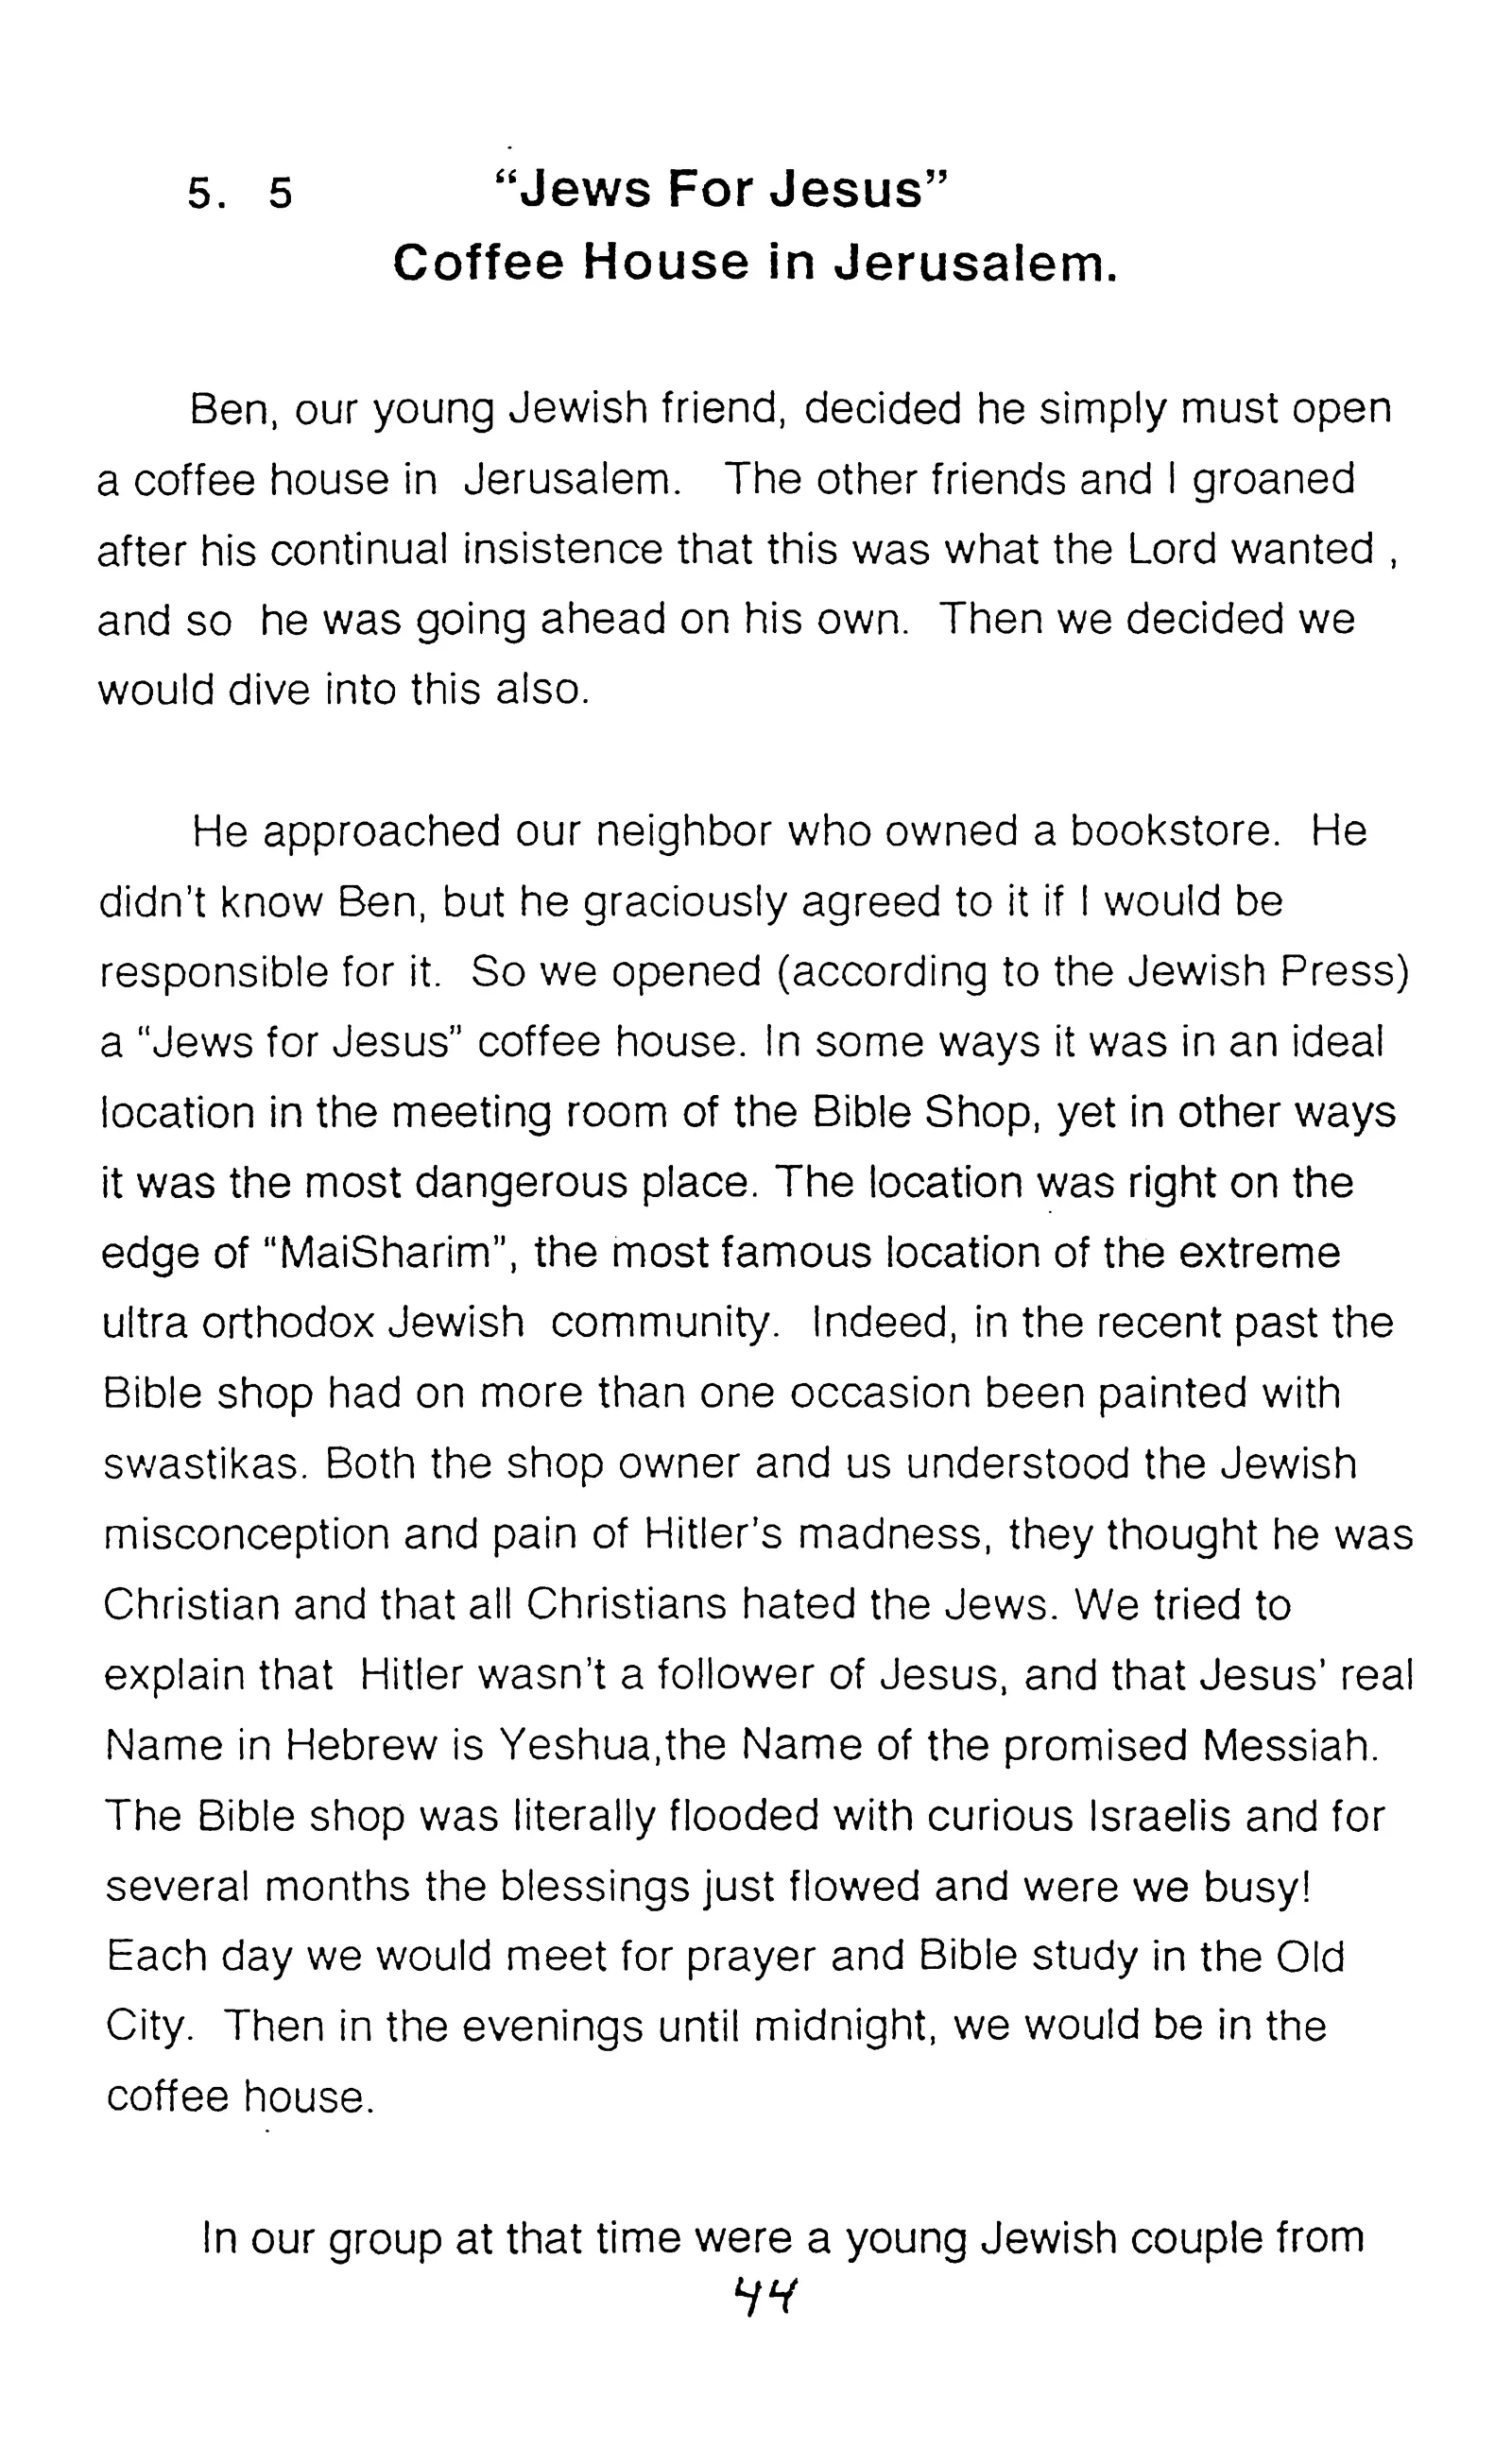 5. 5 “Jews For Jesus”
Coffee House in Jerusalem.
Ben, our young Jewish friend, decided he simply must open
a coffee house in Jerusalem. The other friends and I groaned
after his continual insistence that this was what the Lord wanted ,
and so he was going ahead on his own. Then we decided we
would dive into this also.
He approached our neighbor who owned a bookstore. He
didn't know Ben, but he graciously agreed to it if I would be
responsible for it. So we opened (according to the Jewish Press)
a "Jews for Jesus" coffee house. In some ways it was in an ideal
location in the meeting room of the Bible Shop, yet in other ways
it was the most dangerous place. The location was right on the
edge of "MaiSharim", the most famous location of the extreme
ultra orthodox Jewish community. Indeed, in the recent past the
Bible shop had on more than one occasion been painted with
swastikas. Both the shop owner and us understood the Jewish
misconception and pain of Hitler's madness, they thought he was
Christian and that all Christians hated the Jews. We tried to
explain that Hitler wasn't a follower of Jesus, and that Jesus' real
Name in Hebrew is Yeshua,the Name of the promised Messiah.
The Bible shop was literally flooded with curious Israelis and for
several months the blessings just flowed and were we busy!
Each day we would meet for prayer and Bible study in the Old
City. Then in the evenings until midnight, we would be in the
coffee house.
In our group at that time were a young Jewish couple from
44